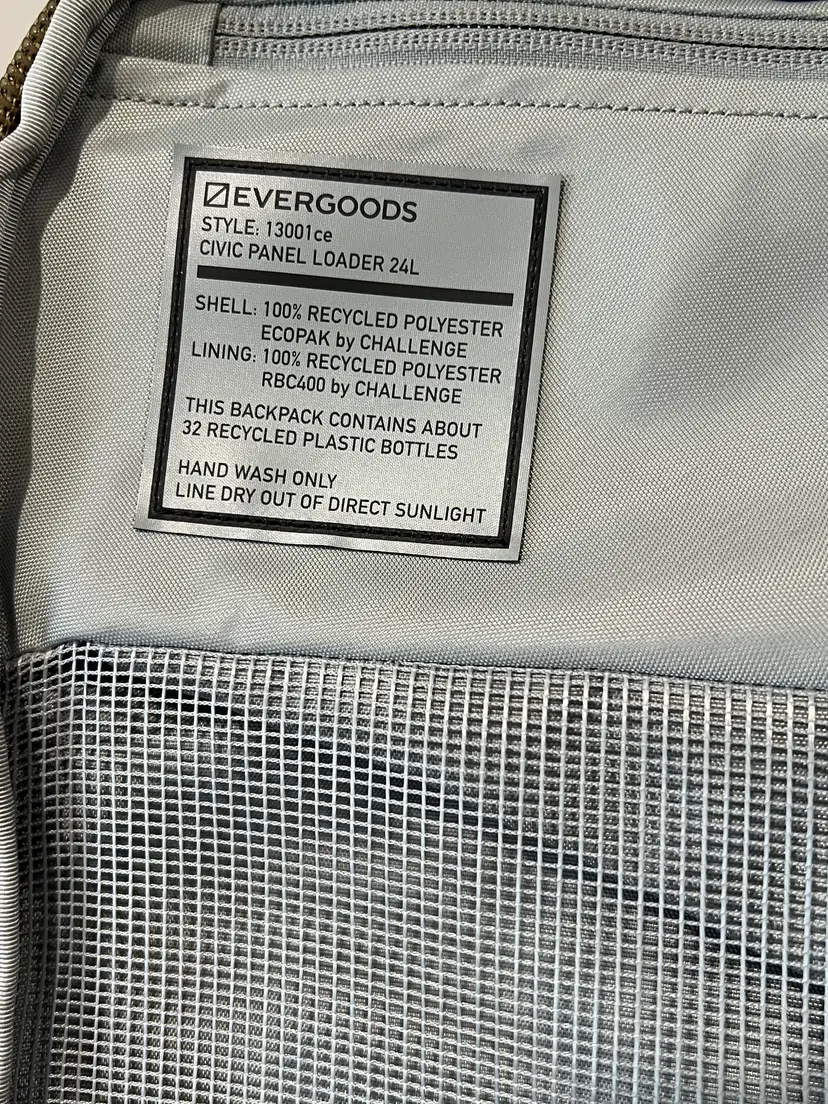 EVERGOODS
STYLE: 13001ce
CIVIC PANEL LOADER 24L
SHELL: 100% RECYCLED POLYESTER
ECOPAK by CHALLENGE
LINING: 100% RECYCLED POLYESTER
RBC400 by CHALLENGE
THIS BACKPACK CONTAINS ABOUT
32 RECYCLED PLASTIC BOTTLES
HAND WASH ONLY
LINE DRY OUT OF DIRECT SUNLIGHT